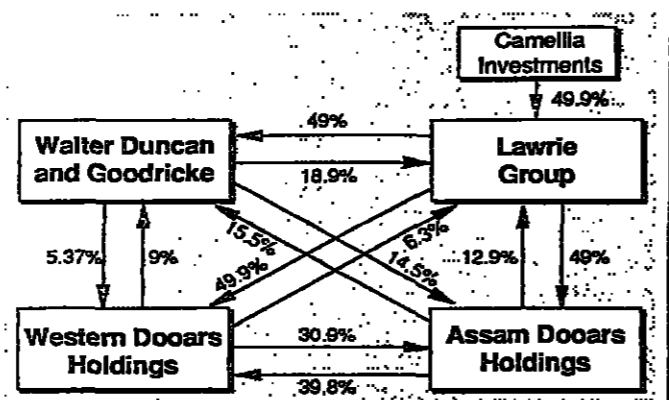 Camellia
Investments
49.9%
Walter Duncan
and Goodricke
49%
18.9%
Lawrie
Group
5.37%
9%
15.5%
49.9%
6.3%
14.5%
12.9%
49%
Western Dooars
Holdings
30.9%
39.8%
Assam Dooars
Holdings